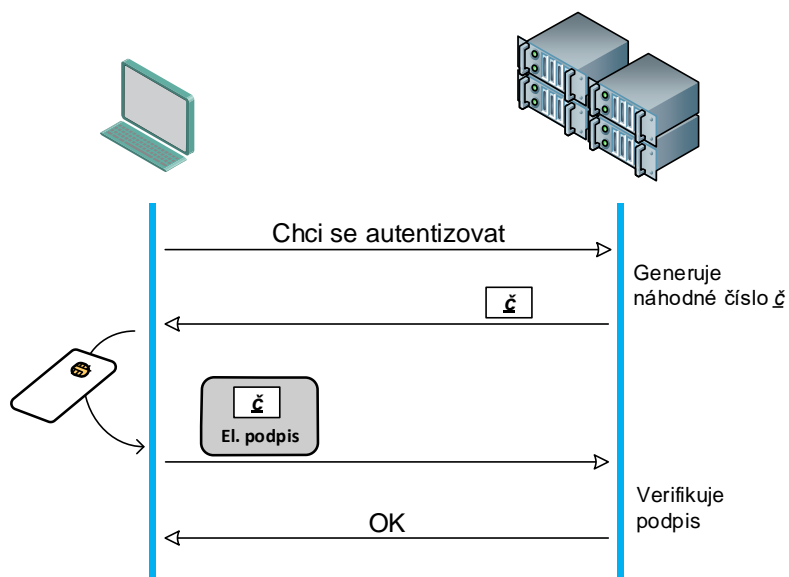 Chci se autentizovat
Generuje
náhodné číslo č
č
č
El. podpis
Verifikuje
podpis
OK